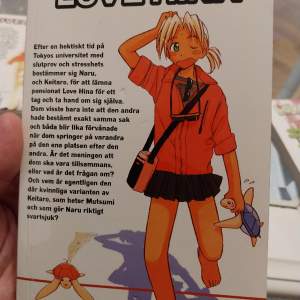 LOVE HINA
Efter en hektiskt tid på
Tokyos universitet med
slutprov och stresshets
bestämmer sig Naru,
och Keitaro, för att lämna
pensionat Love Hina för ett
tag och ta hand om sig själva.
Dom visste bara inte att den andra
hade bestämt exakt samma sak
och både blir lika förvånade
när dom springer på varandra
på den ena platsen efter den
andra. Är det meningen att
dom ska vara tillsammans,
eller vad är det frågan om?
Och vem är egentligen den
där kvinnliga varianten av
Keitaro, som heter Mutsumi
och som gör Naru riktigt
svartsjuk?